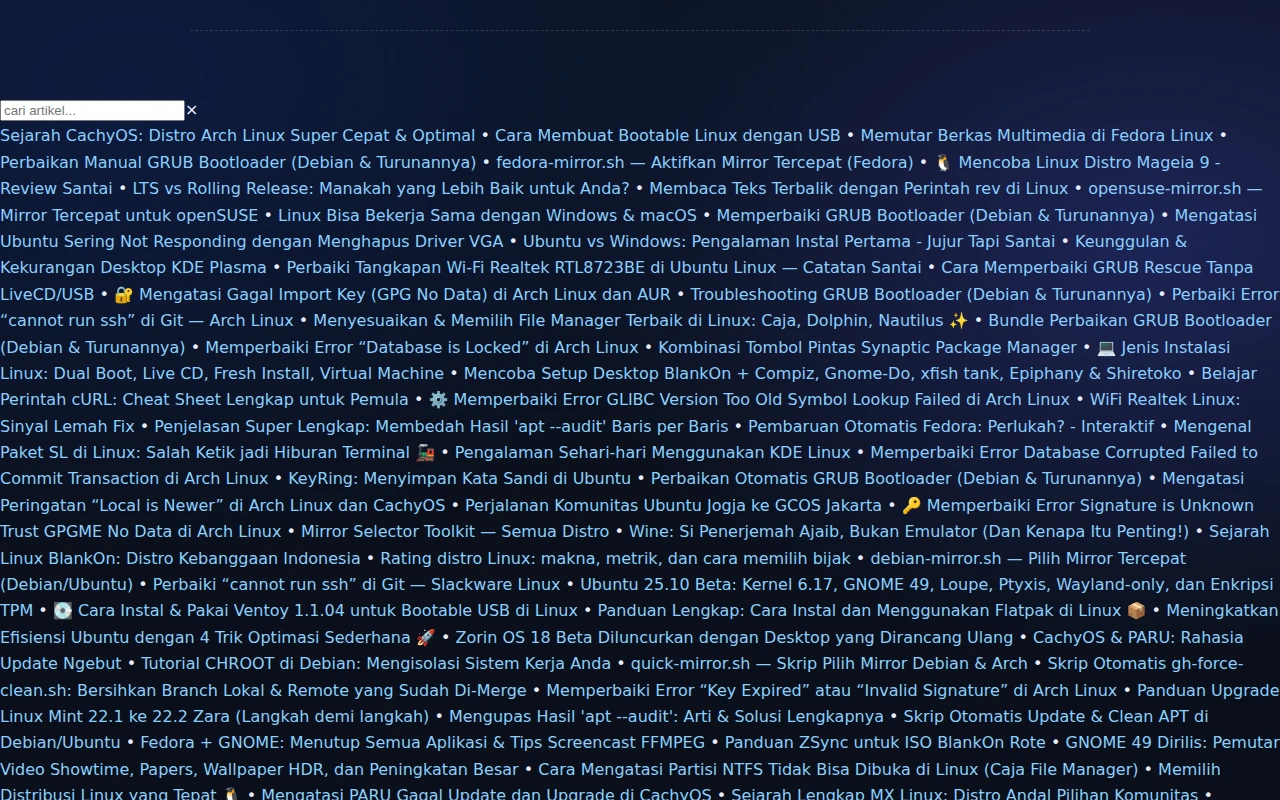 cari artikel... ✕
Sejarah CachyOS: Distro Arch Linux Super Cepat & Optimal • Cara Membuat Bootable Linux dengan USB • Memutar Berkas Multimedia di Fedora Linux •
Perbaikan Manual GRUB Bootloader (Debian & Turunannya) • fedora-mirror.sh — Aktifkan Mirror Tercepat (Fedora) • 🐧 Mencoba Linux Distro Mageia 9 -
Review Santai • LTS vs Rolling Release: Manakah yang Lebih Baik untuk Anda? • Membaca Teks Terbalik dengan Perintah rev di Linux • opensuse-mirror.sh —
Mirror Tercepat untuk openSUSE • Linux Bisa Bekerja Sama dengan Windows & macOS • Memperbaiki GRUB Bootloader (Debian & Turunannya) • Mengatasi
Ubuntu Sering Not Responding dengan Menghapus Driver VGA • Ubuntu vs Windows: Pengalaman Instal Pertama - Jujur Tapi Santai • Keunggulan &
Kekurangan Desktop KDE Plasma • Perbaiki Tangkapan Wi-Fi Realtek RTL8723BE di Ubuntu Linux — Catatan Santai • Cara Memperbaiki GRUB Rescue Tanpa
LiveCD/USB • 🔐 Mengatasi Gagal Import Key (GPG No Data) di Arch Linux dan AUR • Troubleshooting GRUB Bootloader (Debian & Turunannya) • Perbaiki Error
“cannot run ssh” di Git — Arch Linux • Menyesuaikan & Memilih File Manager Terbaik di Linux: Caja, Dolphin, Nautilus ✨ • Bundle Perbaikan GRUB Bootloader
(Debian & Turunannya) • Memperbaiki Error “Database is Locked” di Arch Linux • Kombinasi Tombol Pintas Synaptic Package Manager • 💻 Jenis Instalasi
Linux: Dual Boot, Live CD, Fresh Install, Virtual Machine • Mencoba Setup Desktop BlankOn + Compiz, Gnome-Do, xfish tank, Epiphany & Shiretoko • Belajar
Perintah cURL: Cheat Sheet Lengkap untuk Pemula • ⚙️ Memperbaiki Error GLIBC Version Too Old Symbol Lookup Failed di Arch Linux • WiFi Realtek Linux:
Sinyal Lemah Fix • Penjelasan Super Lengkap: Membedah Hasil 'apt --audit' Baris per Baris • Pembaruan Otomatis Fedora: Perlukah? - Interaktif • Mengenal
Paket SL di Linux: Salah Ketik jadi Hiburan Terminal 🚂 • Pengalaman Sehari-hari Menggunakan KDE Linux • Memperbaiki Error Database Corrupted Failed to
Commit Transaction di Arch Linux • KeyRing: Menyimpan Kata Sandi di Ubuntu • Perbaikan Otomatis GRUB Bootloader (Debian & Turunannya) • Mengatasi
Peringatan “Local is Newer” di Arch Linux dan CachyOS • Perjalanan Komunitas Ubuntu Jogja ke GCOS Jakarta • 🔑 Memperbaiki Error Signature is Unknown
Trust GPGME No Data di Arch Linux • Mirror Selector Toolkit — Semua Distro • Wine: Si Penerjemah Ajaib, Bukan Emulator (Dan Kenapa Itu Penting!) • Sejarah
Linux BlankOn: Distro Kebanggaan Indonesia • Rating distro Linux: makna, metrik, dan cara memilih bijak • debian-mirror.sh — Pilih Mirror Tercepat
(Debian/Ubuntu) • Perbaiki “cannot run ssh” di Git — Slackware Linux • Ubuntu 25.10 Beta: Kernel 6.17, GNOME 49, Loupe, Ptyxis, Wayland-only, dan Enkripsi
TPM • 💽 Cara Instal & Pakai Ventoy 1.1.04 untuk Bootable USB di Linux • Panduan Lengkap: Cara Instal dan Menggunakan Flatpak di Linux 📦 • Meningkatkan
Efisiensi Ubuntu dengan 4 Trik Optimasi Sederhana 🚀 • Zorin OS 18 Beta Diluncurkan dengan Desktop yang Dirancang Ulang • CachyOS & PARU: Rahasia
Update Ngebut • Tutorial CHROOT di Debian: Mengisolasi Sistem Kerja Anda • quick-mirror.sh — Skrip Pilih Mirror Debian & Arch • Skrip Otomatis gh-force-
clean.sh: Bersihkan Branch Lokal & Remote yang Sudah Di-Merge • Memperbaiki Error “Key Expired” atau “Invalid Signature” di Arch Linux • Panduan Upgrade
Linux Mint 22.1 ke 22.2 Zara (Langkah demi langkah) • Mengupas Hasil 'apt --audit': Arti & Solusi Lengkapnya • Skrip Otomatis Update & Clean APT di
Debian/Ubuntu • Fedora + GNOME: Menutup Semua Aplikasi & Tips Screencast FFMPEG • Panduan ZSync untuk ISO BlankOn Rote • GNOME 49 Dirilis: Pemutar
Video Showtime, Papers, Wallpaper HDR, dan Peningkatan Besar • Cara Mengatasi Partisi NTFS Tidak Bisa Dibuka di Linux (Caja File Manager) • Memilih
Distribusi Linux yang Tepat 🐧 • Mengatasi PARU Gagal Update dan Upgrade di CachyOS • Sejarah Lengkap MX Linux: Distro Andal Pilihan Komunitas •